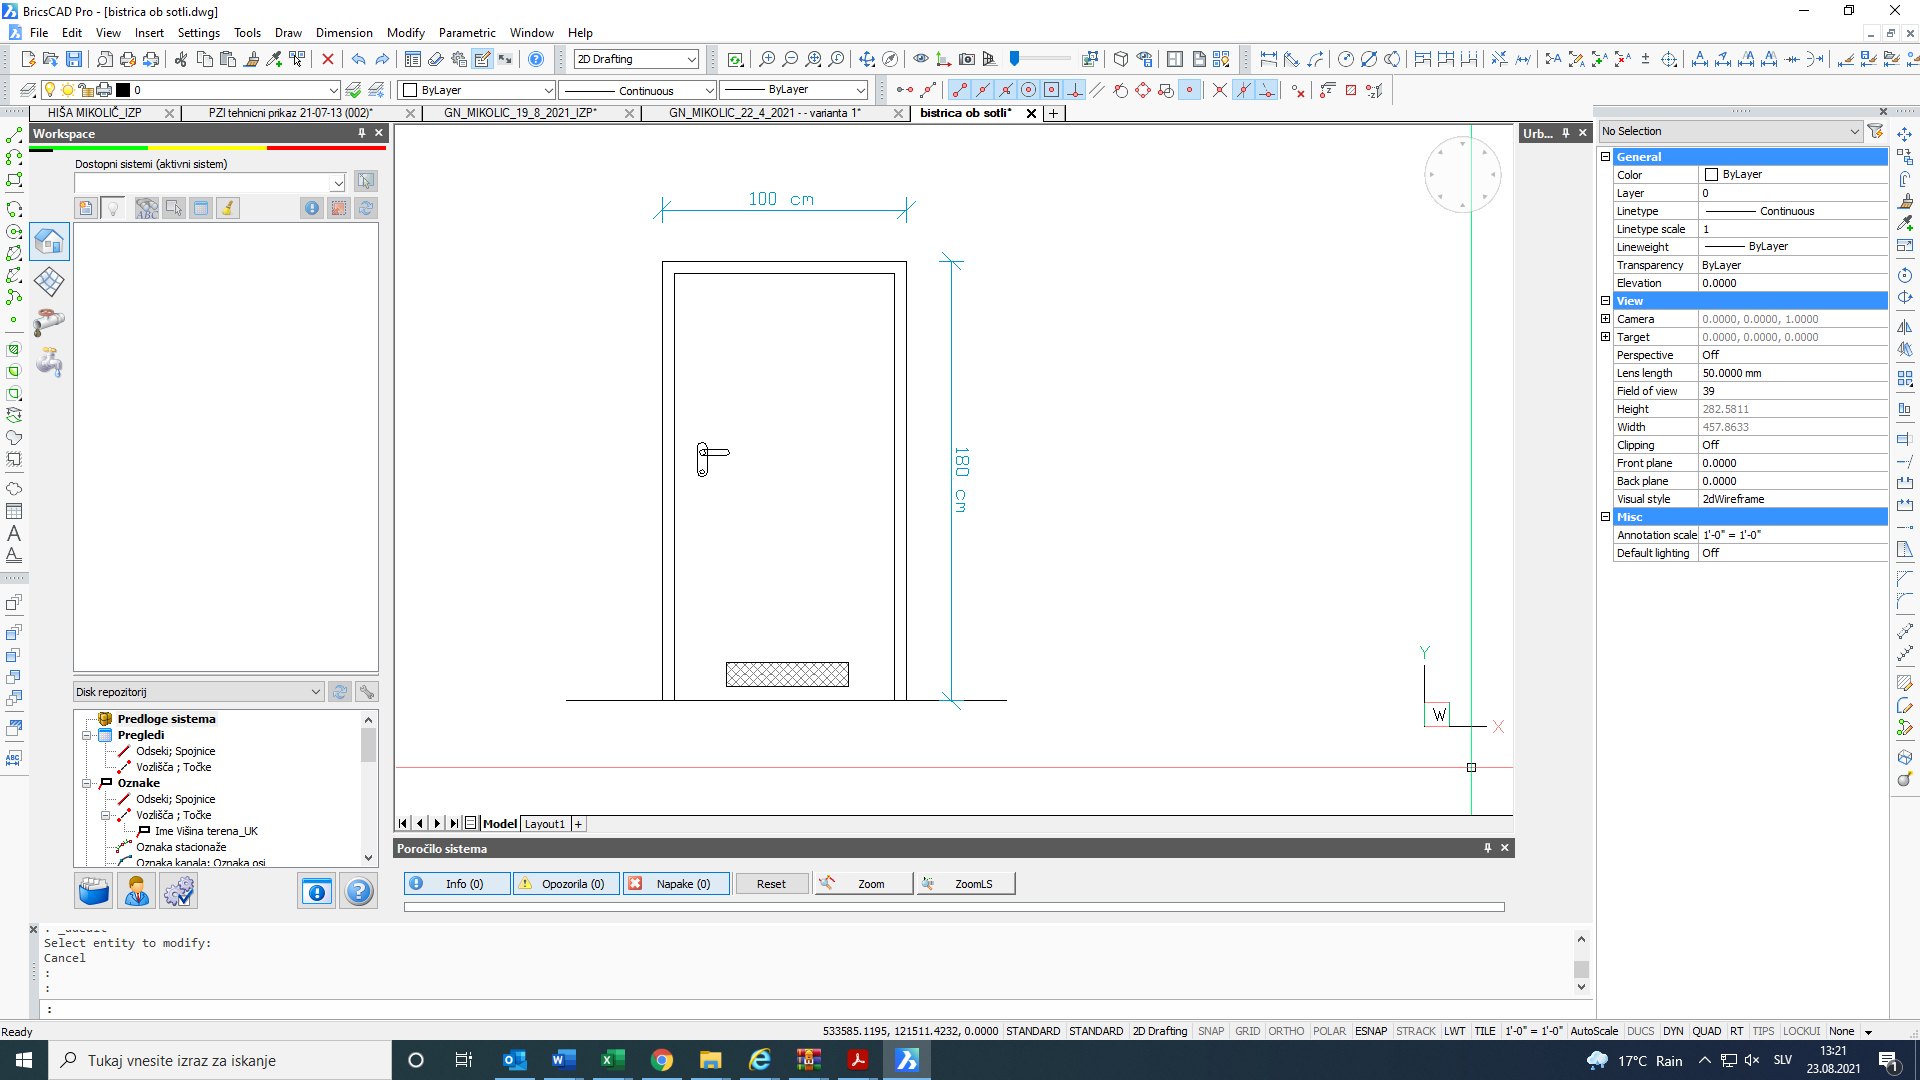 BricsCAD Pro - [bistrica ob sotli.dwg]
File Edit View Insert Settings Tools Draw Dimension Modify Parametric Window Help
2D Drafting
0
ByLayer
Continuous
ByLayer
HIŠA MIKOLIČ_IZP
PZI tehnicni prikaz 21-07-13 (002)*
GN_MIKOLIC_19_8_2021_IZP*
GN_MIKOLIC_22_4_2021 - - varianta 1*
bistrica ob sotli*
Workspace
Dostopni sistemi (aktivni sistem)
Disk repozitorij
Predloge sistema
Pregledi
Odseki; Spojnice
Vozlišča ; Točke
Oznake
Odseki; Spojnice
Vozlišča ; Točke
Ime Višina terena_UK
Oznaka stacionaže
Oznaka kanala; Oznaka osi
100 cm
180 cm
Y
W
X
Model
Layout1
Poročilo sistema
Info (0)
Opozorila (0)
Napake (0)
Reset
Zoom
ZoomLS
Urb...
No Selection
General
Color ByLayer
Layer 0
Linetype Continuous
Linetype scale 1
Lineweight ByLayer
Transparency ByLayer
Elevation 0.0000
View
Camera 0.0000, 0.0000, 1.0000
Target 0.0000, 0.0000, 0.0000
Perspective Off
Lens length 50.0000 mm
Field of view 39
Height 282.5811
Width 457.8633
Clipping Off
Front plane 0.0000
Back plane 0.0000
Visual style 2dWireframe
Misc
Annotation scale 1'-0" = 1'-0"
Default lighting Off
Select entity to modify:
Cancel
:
:
:
Ready
533585.1195, 121511.4232, 0.0000 STANDARD STANDARD 2D Drafting SNAP GRID ORTHO POLAR ESNAP STRACK LWT TILE 1'-0" = 1'-0" AutoScale DUCS DYN QUAD RT TIPS LOCKUI None
Tukaj vnesite izraz za iskanje
17°C Rain
SLV
13:21
23.08.2021
1